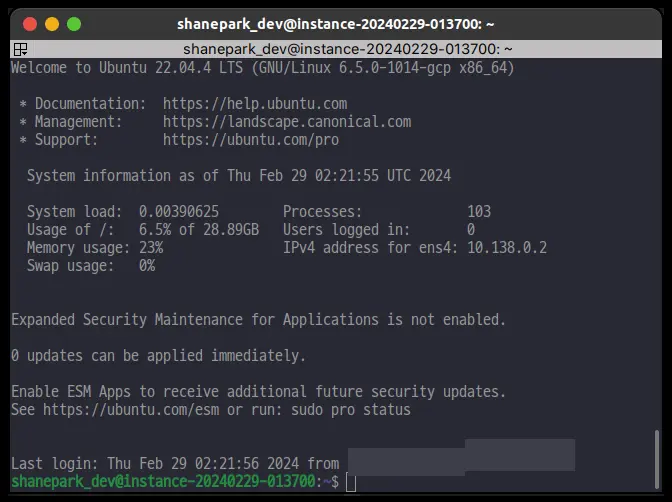 shanepark_dev@instance-20240229-013700: ~
shanepark_dev@instance-20240229-013700: ~
Welcome to Ubuntu 22.04.4 LTS (GNU/Linux 6.5.0-1014-gcp x86_64)
* Documentation:  https://help.ubuntu.com
* Management:     https://landscape.canonical.com
* Support:        https://ubuntu.com/pro
System information as of Thu Feb 29 02:21:55 UTC 2024
System load:  0.00390625        Processes:              103
Usage of /:   6.5% of 28.89GB   Users logged in:        0
Memory usage: 23%               IPv4 address for ens4: 10.138.0.2
Swap usage:   0%
Expanded Security Maintenance for Applications is not enabled.
0 updates can be applied immediately.
Enable ESM Apps to receive additional future security updates.
See https://ubuntu.com/esm or run: sudo pro status
Last login: Thu Feb 29 02:21:56 2024 from
shanepark_dev@instance-20240229-013700:~$